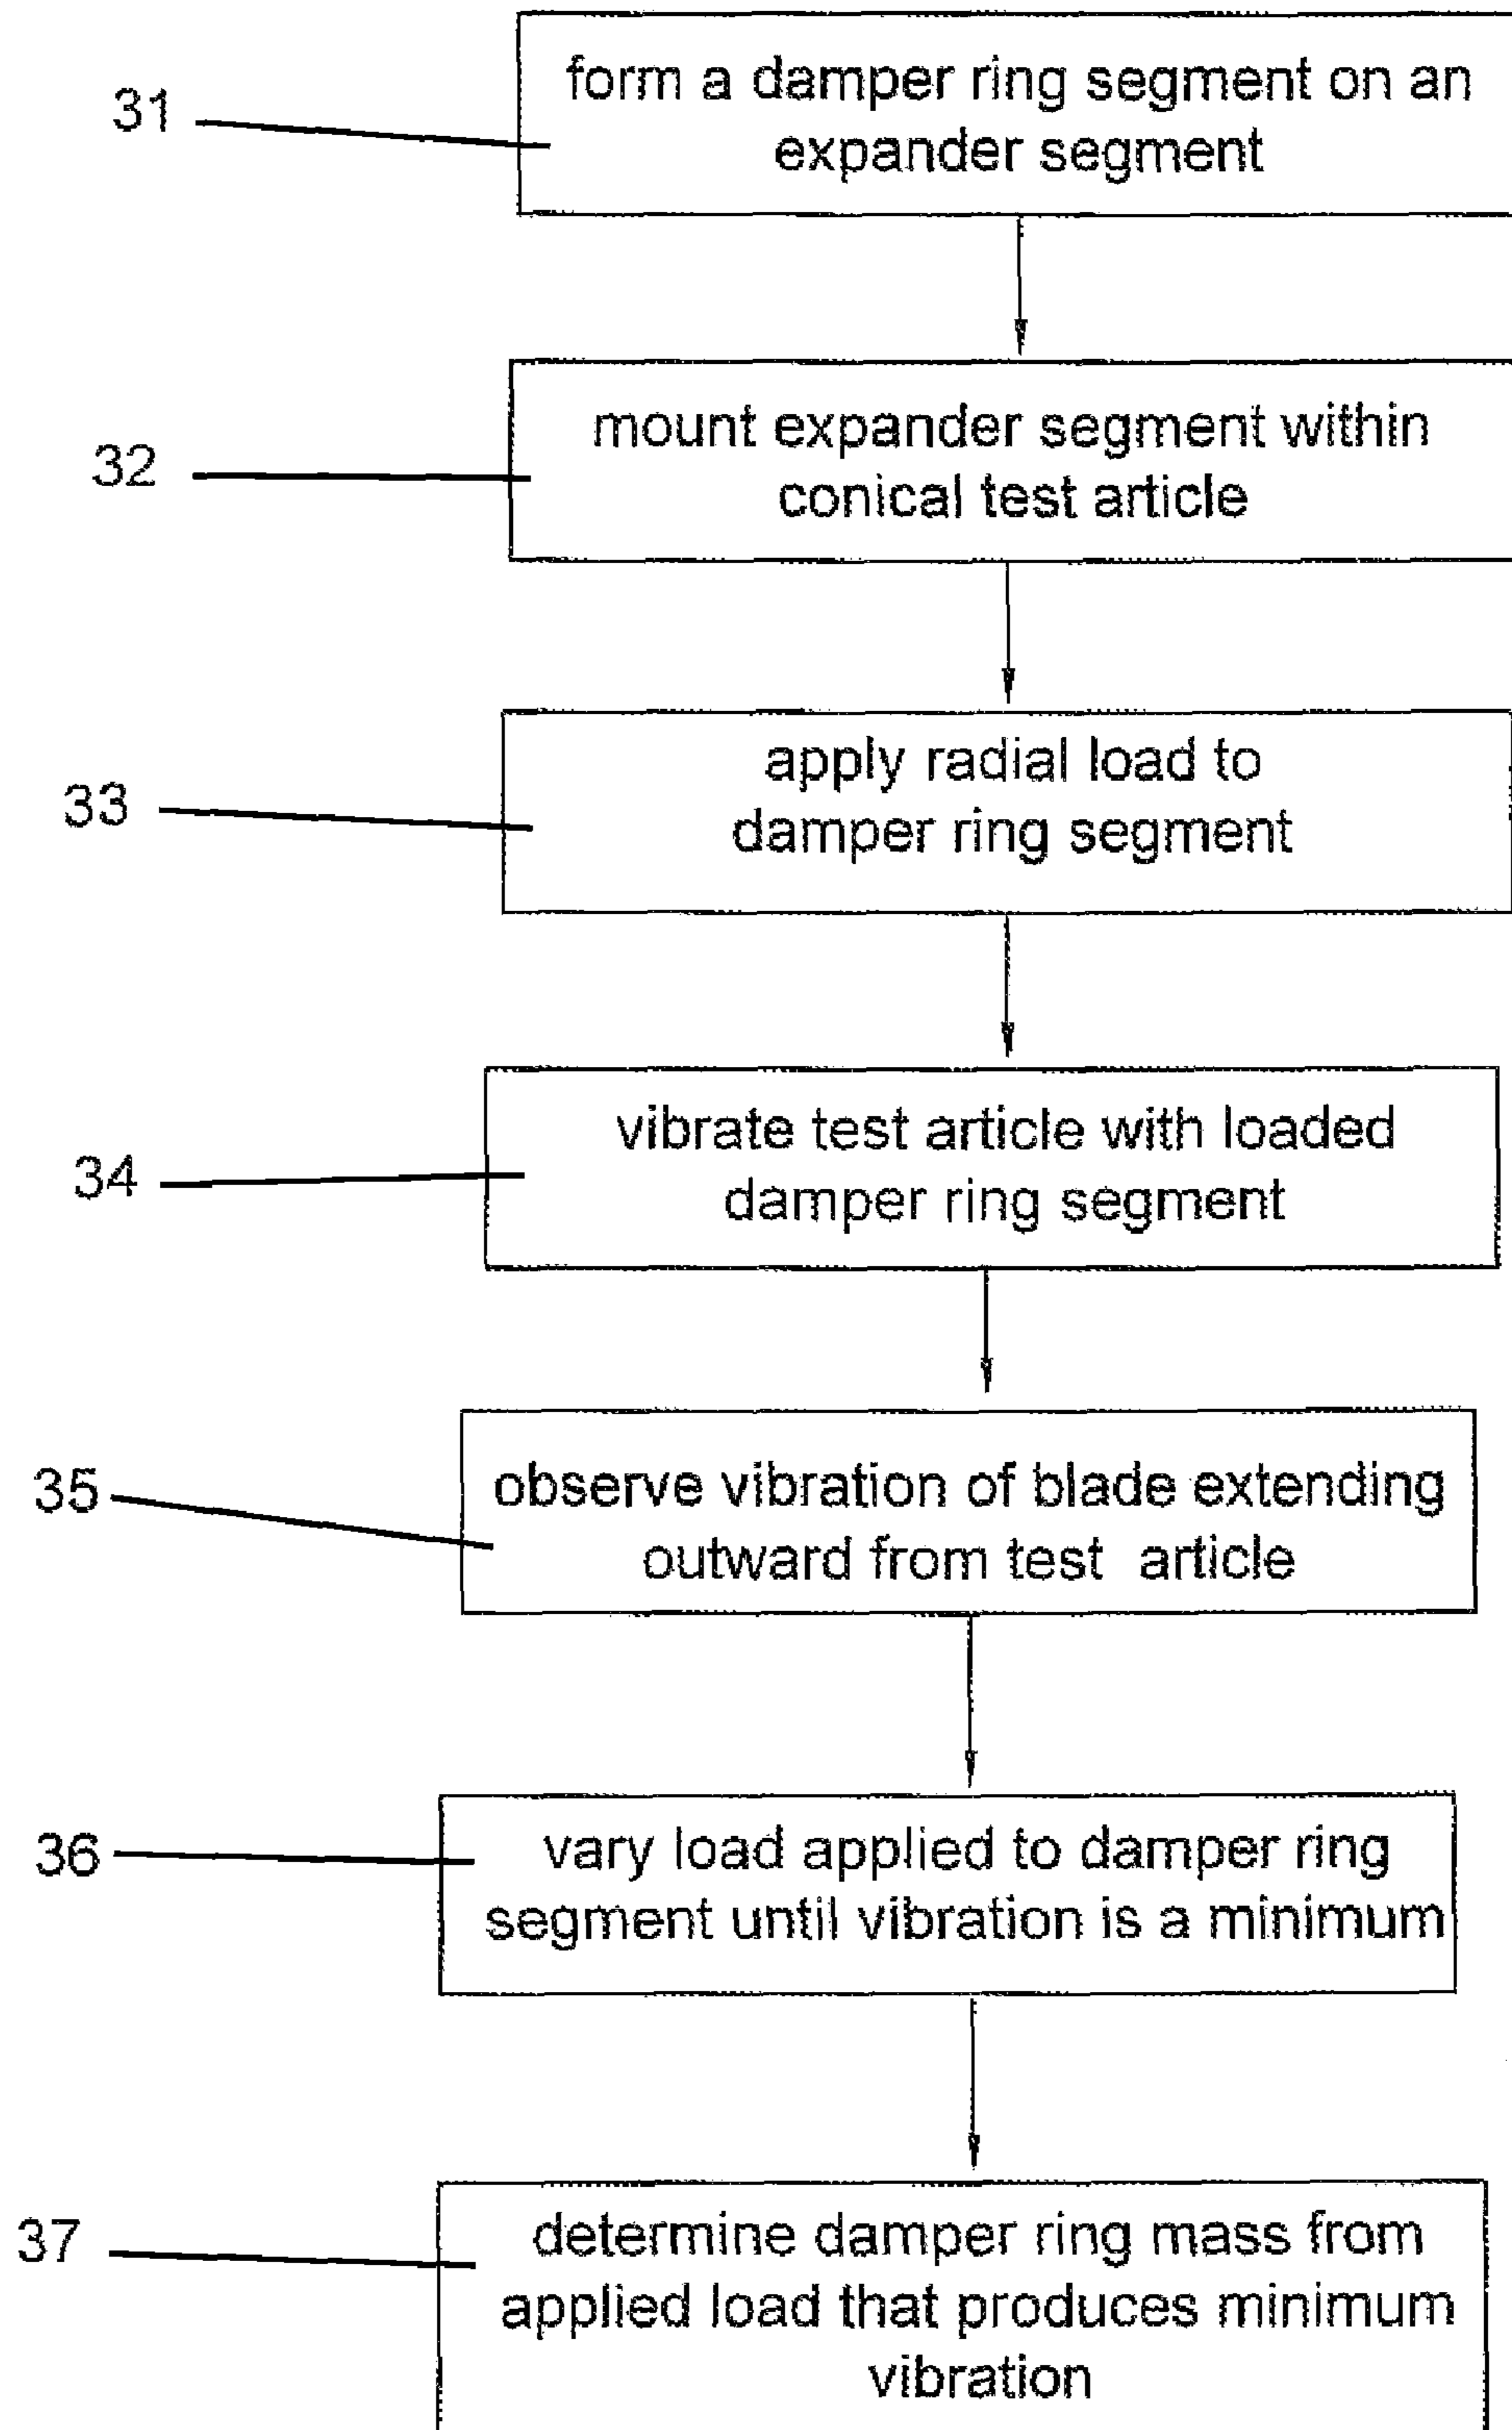 31
form a damper ring segment on an
expander segment
32
mount expander segment within
conical test article
33
apply radial load to
damper ring segment
34
vibrate test article with loaded
damper ring segment
35
observe vibration of blade extending
outward from test article
36
vary load applied to damper ring
segment until vibration is a minimum
37
determine damper ring mass from
applied load that produces minimum
vibration